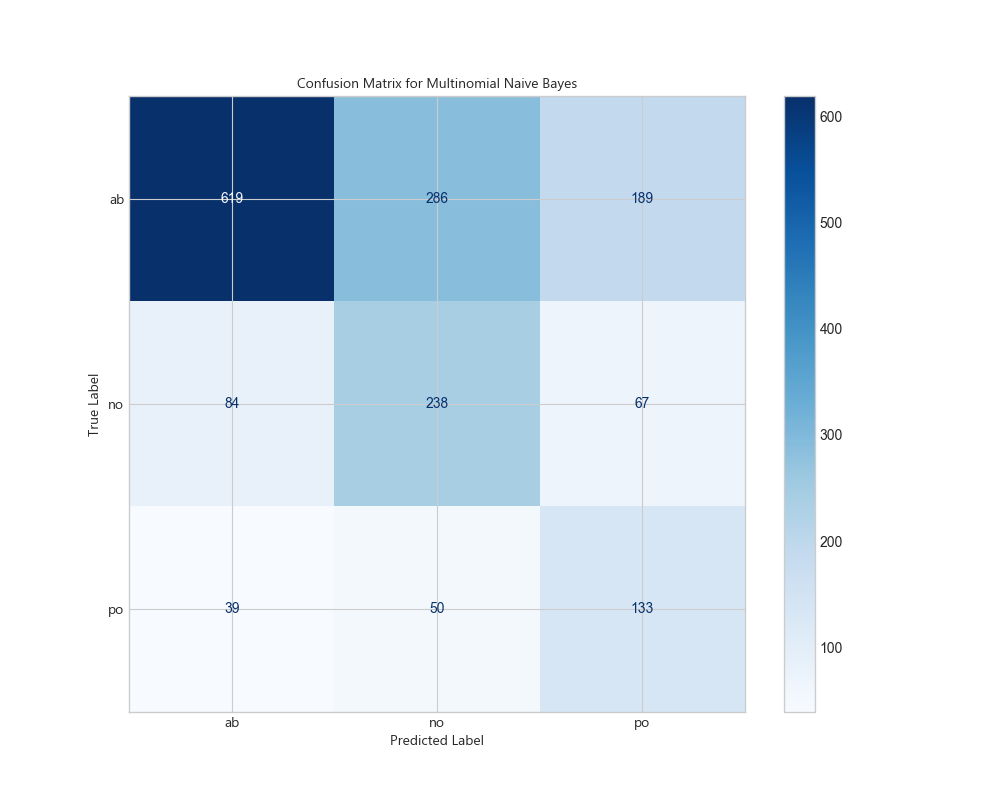 Confusion Matrix for Multinomial Naive Bayes
ab 619 286 189
no 84 238 67
po 39 50 133
ab no po
Predicted Label
True Label
600
500
400
300
200
100